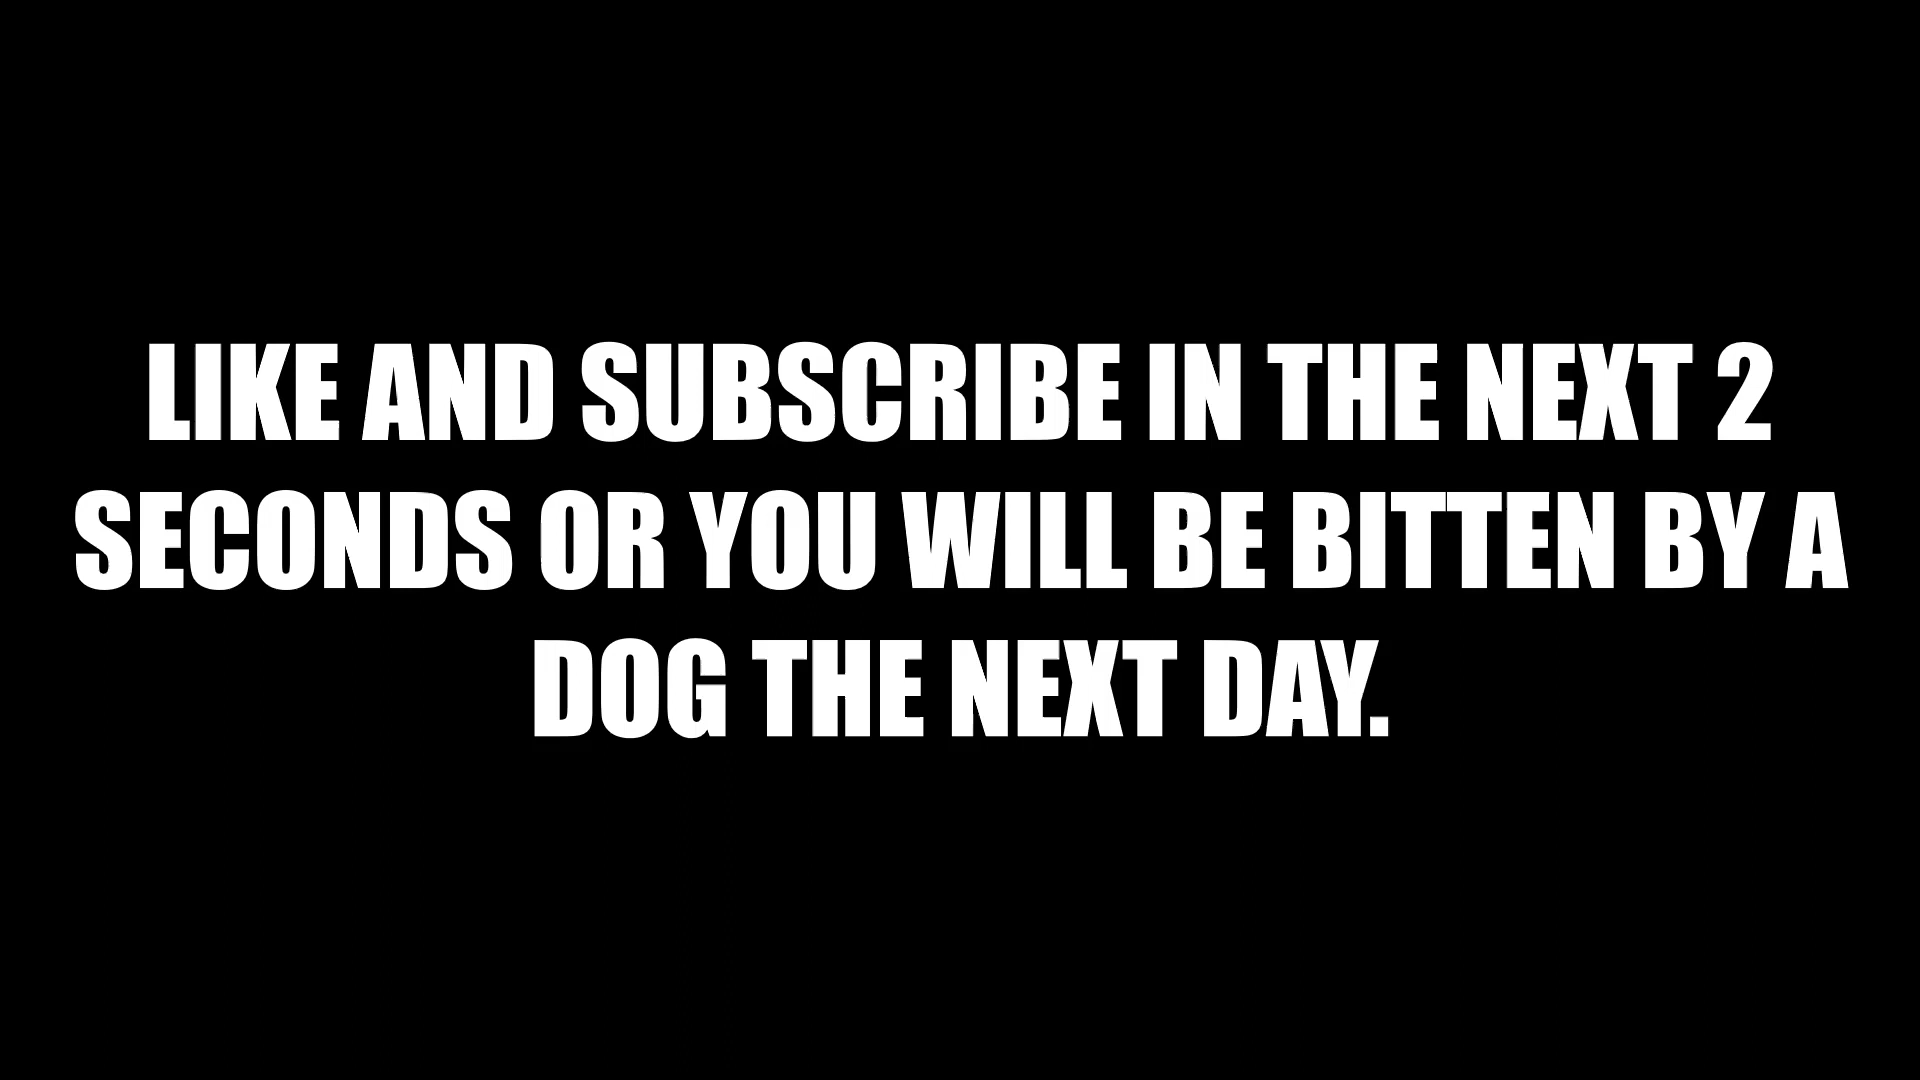 LIKE AND SUBSCRIBE IN THE NEXT 2
SECONDS OR YOU WILL BE BITTEN BY A
DOG THE NEXT DAY.